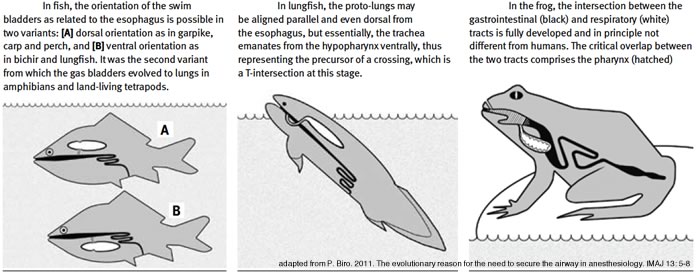 In fish, the orientation of the swim
bladders as related to the esophagus is possible in
two variants: [A] dorsal orientation as in garpike,
carp and perch, and [B] ventral orientation as
in bichir and lungfish. It was the second variant
from which the gas bladders evolved to lungs in
amphibians and land-living tetrapods.
In lungfish, the proto-lungs may
be aligned parallel and even dorsal from
the esophagus, but essentially, the trachea
emanates from the hypopharynx ventrally, thus
representing the precursor of a crossing, which is
a T-intersection at this stage.
In the frog, the intersection between the
gastrointestinal (black) and respiratory (white)
tracts is fully developed and in principle not
different from humans. The critical overlap between
the two tracts comprises the pharynx (hatched)
A
B
adapted from P. Biro. 2011. The evolutionary reason for the need to secure the airway in anesthesiology. IMAJ 13: 5-8